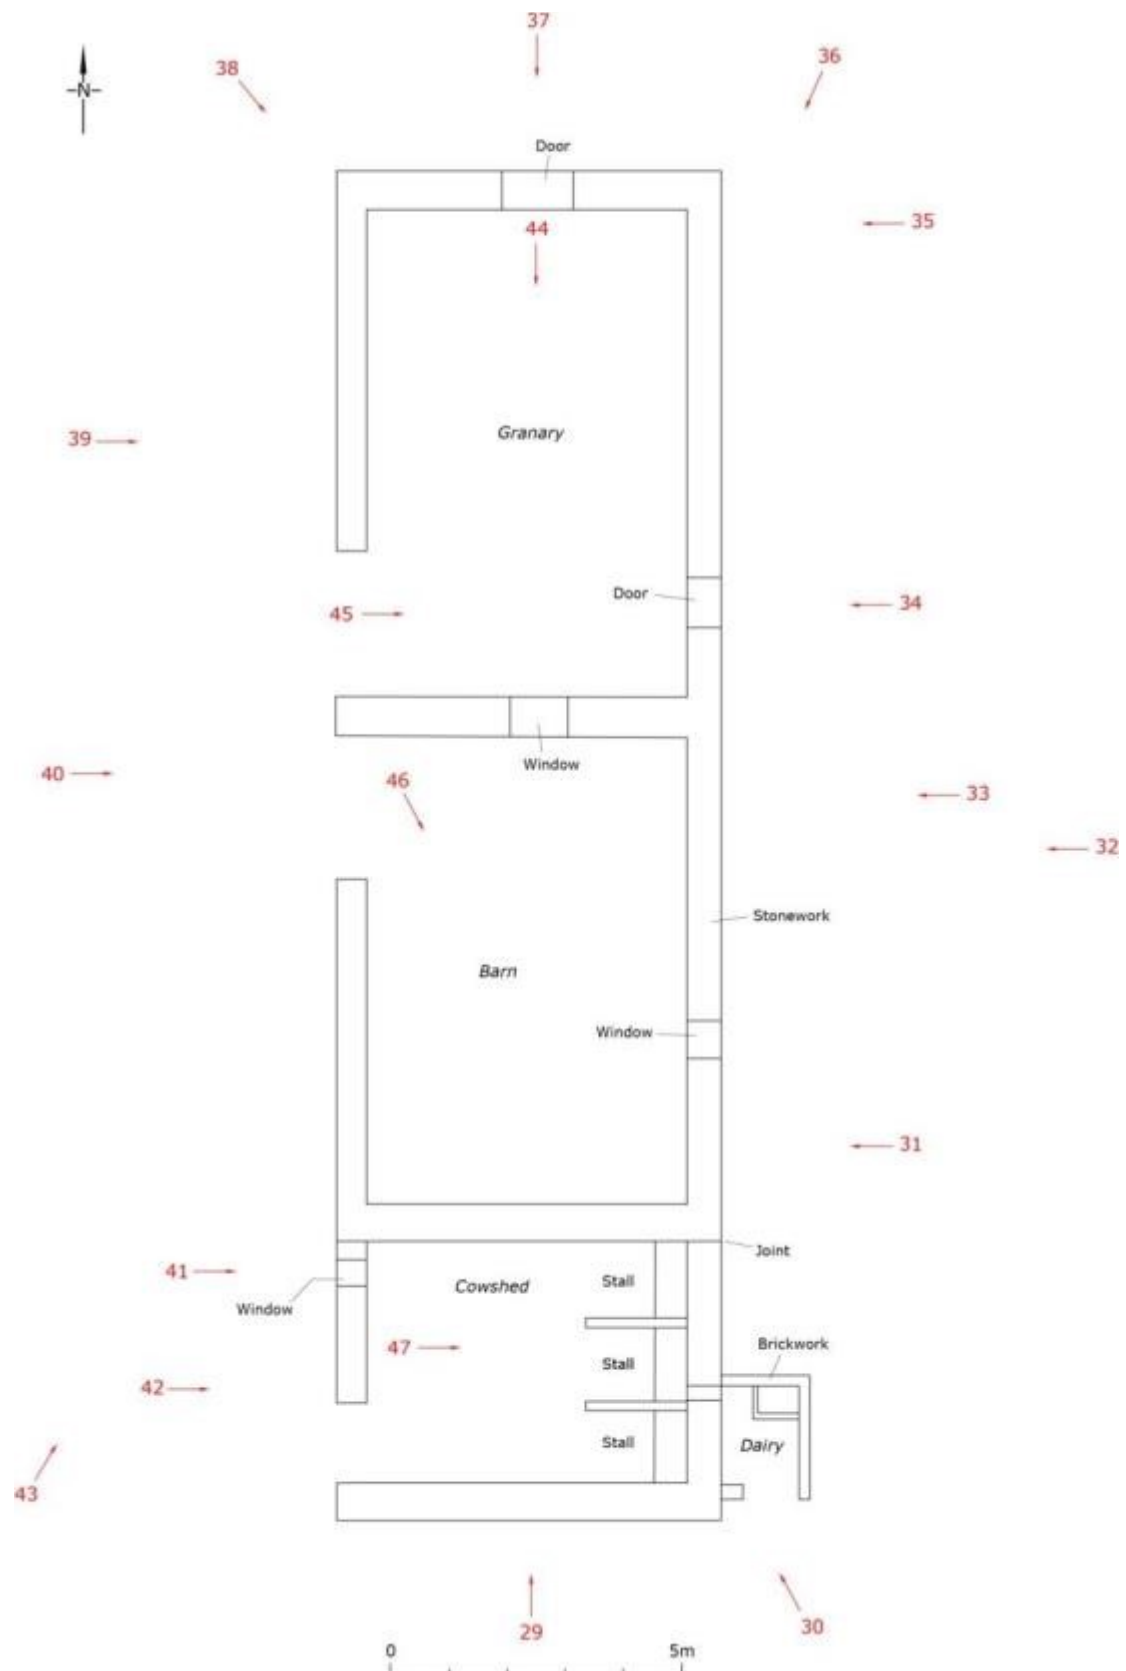 37
36
38
-N-
Door
35
44
Granary
39
Door
34
45
Window
40
46
33
32
Stonework
Barn
Window
31
Joint
41
Cowshed
Stall
Window
Brickwork
47
Stall
42
Stall
Dairy
43
30
29
0
5m